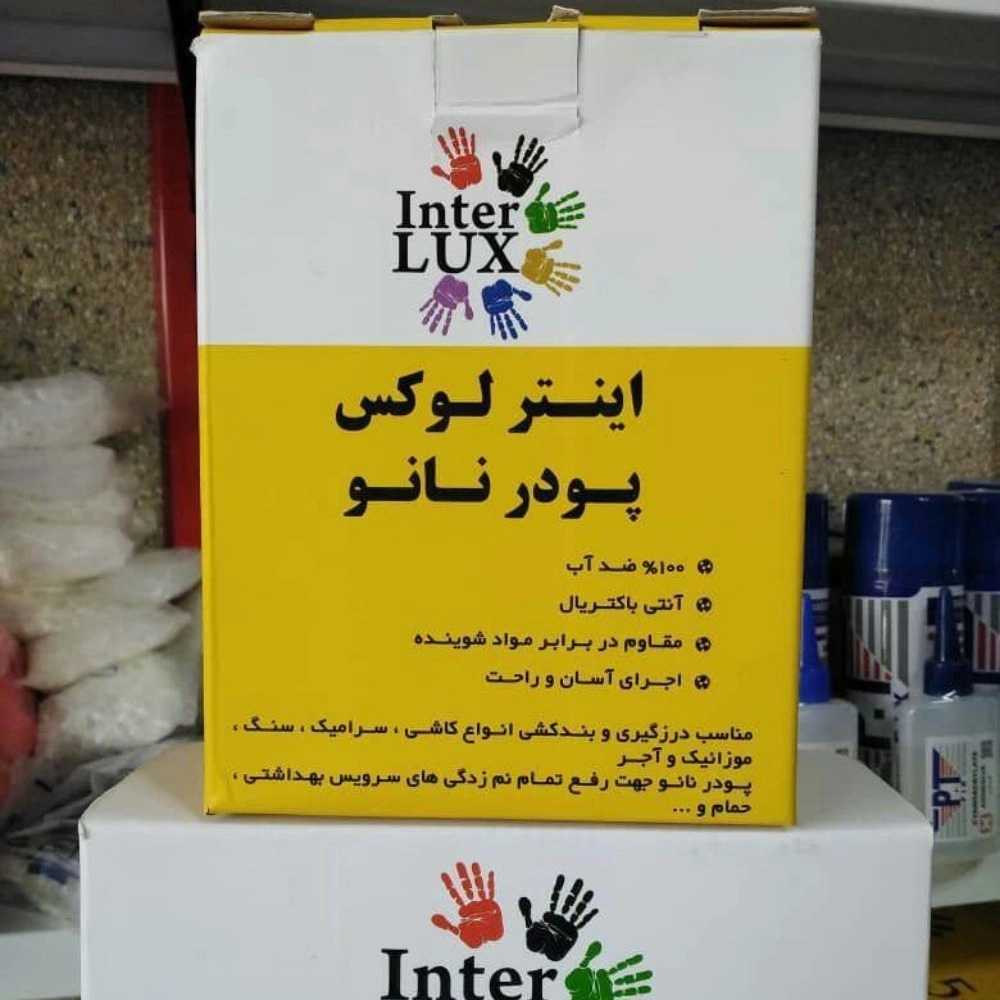 Inter
LUX
اینتر لوکس
پودر نانو
۱۰۰% ضد آب
آنتی باکتریال
مقاوم در برابر مواد شوینده
اجرای آسان و راحت
مناسب درزگیری و بندکشی انواع کاشی ، سرامیک ، سنگ ،
موزائیک و آجر
پودر نانو جهت رفع تمام نم زدگی های سرویس بهداشتی ،
حمام و ...
PT
Inter